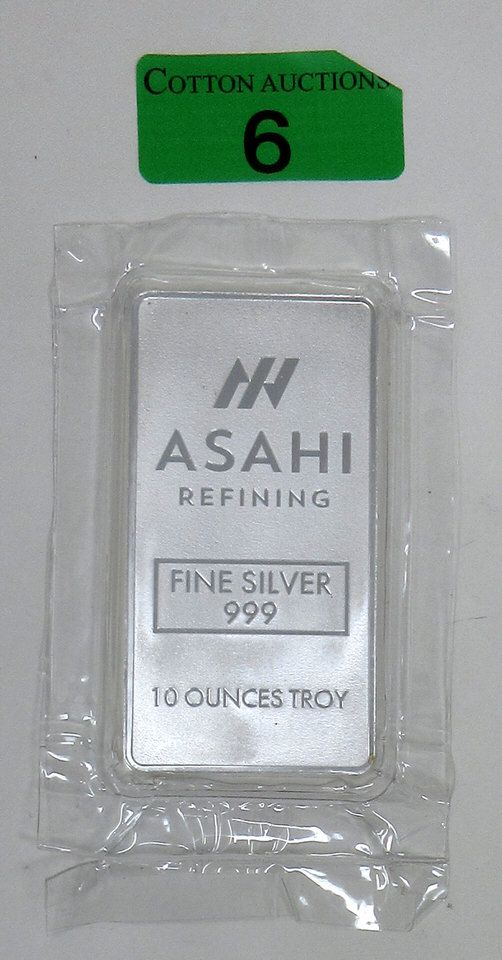 COTTON AUCTIONS
6
ASAHI
REFINING
FINE SILVER
999
10 OUNCES TROY